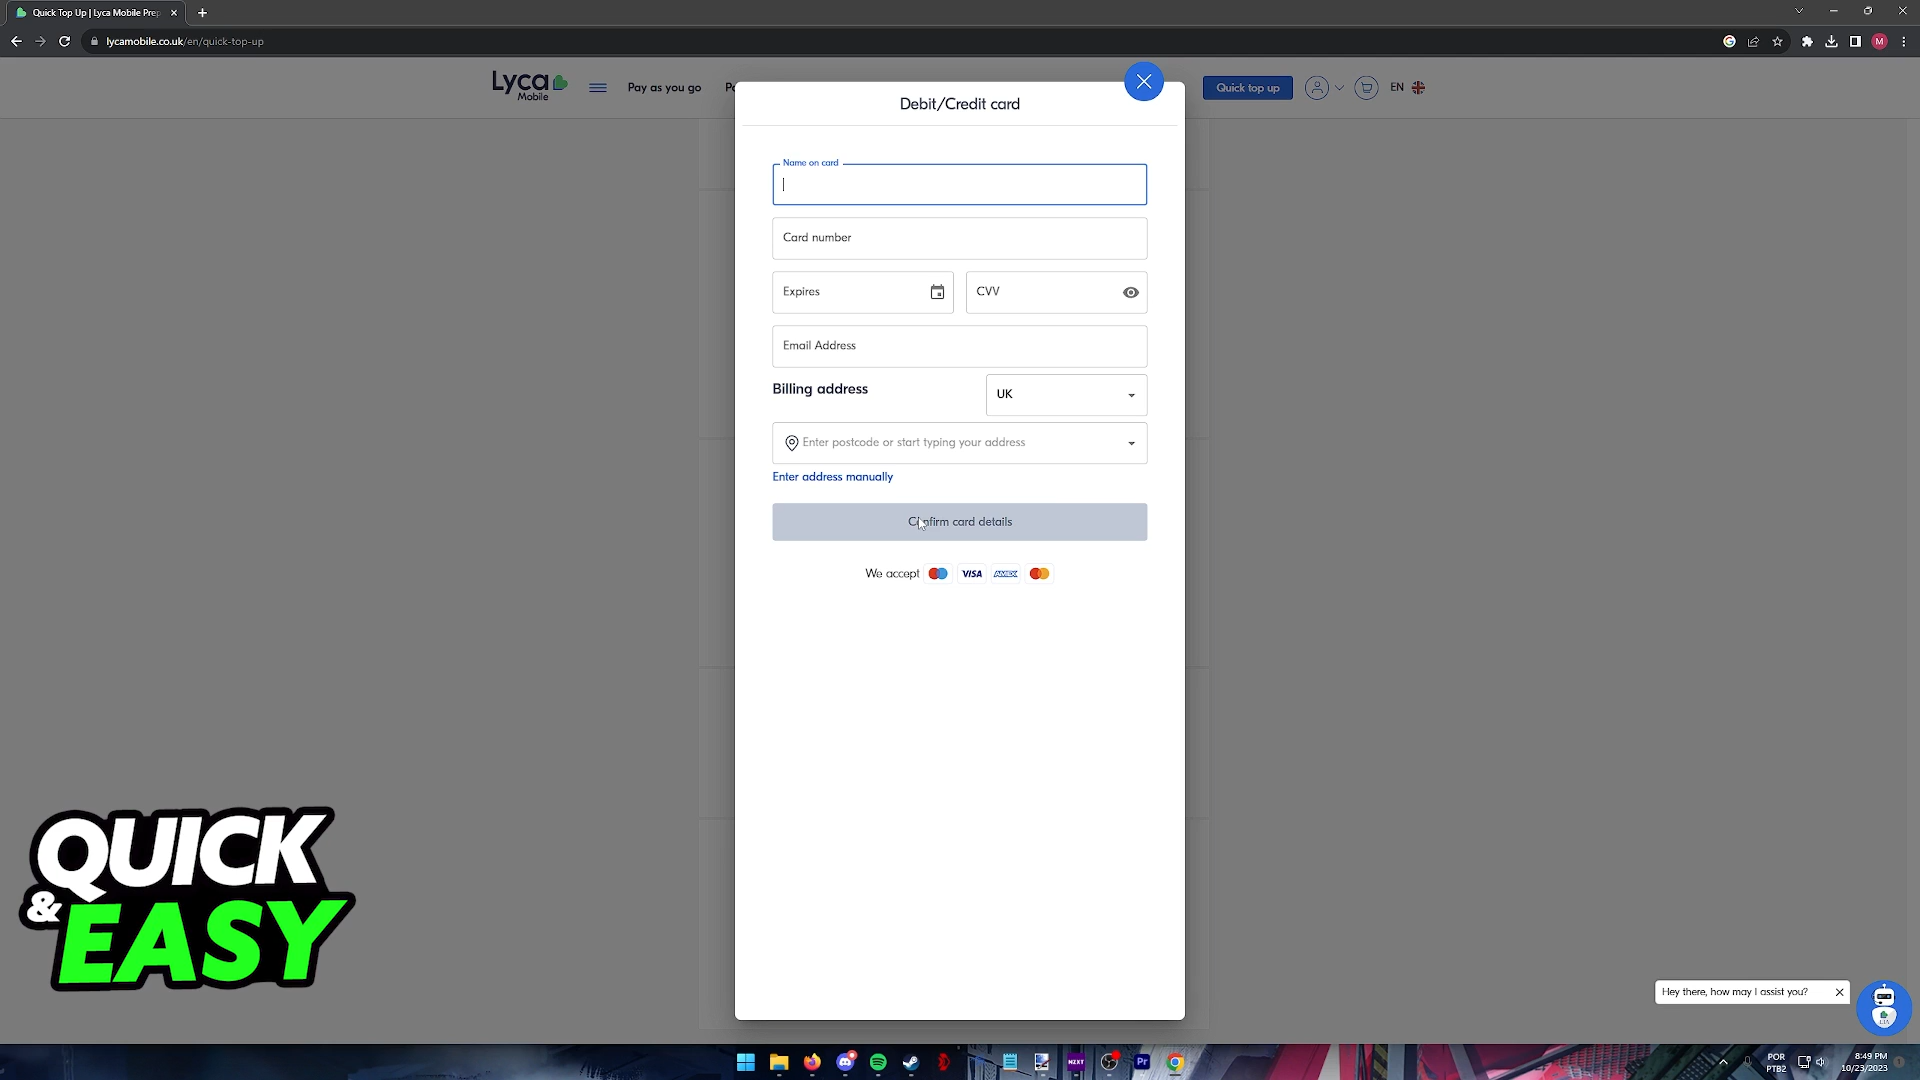 Quick Top Up | Lyca Mobile Prep
lycamobile.co.uk/en/quick-top-up
M
Lyca
Mobile
Pay as you go
Quick top up
EN
Debit/Credit card
Name on card
Card number
Expires
CVV
Email Address
Billing address
UK
Enter postcode or start typing your address
Enter address manually
Confirm card details
We accept
VISA
AMEX
QUICK
& EASY
Hey there, how may I assist you?
NZXT
Pr
POR
PTB2
8:49 PM
10/23/2023